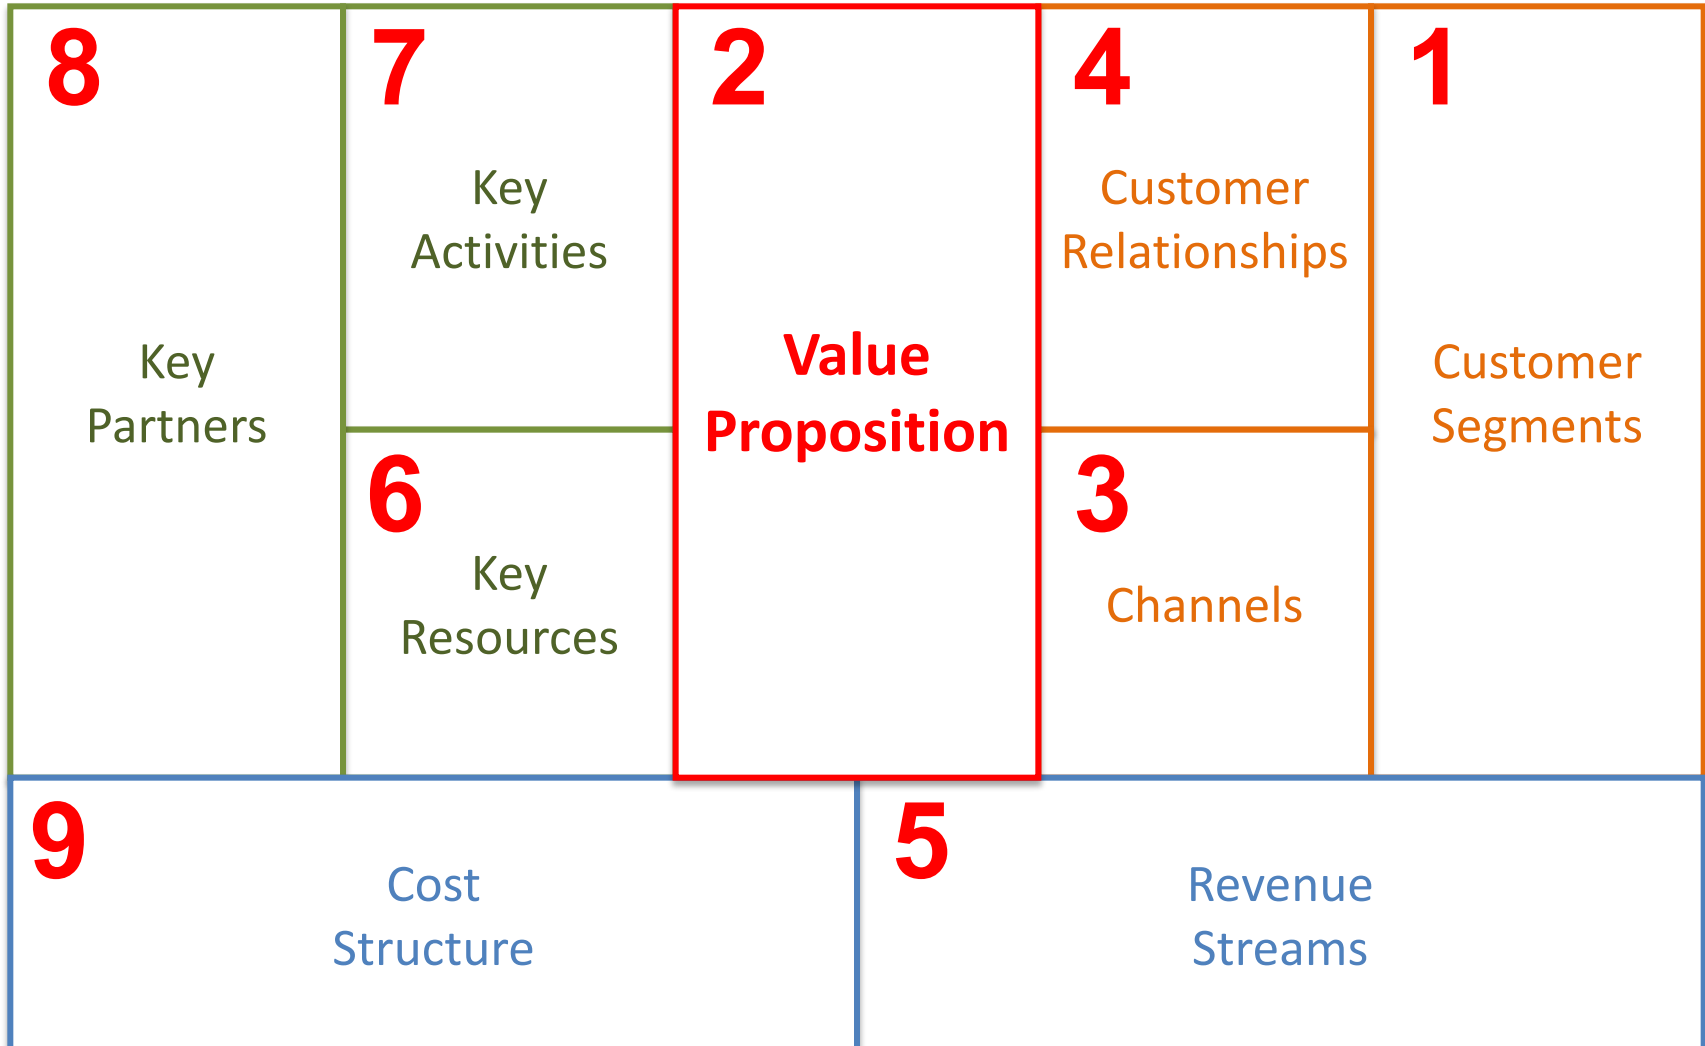 8
Key
Partners
7
Key
Activities
6
Key
Resources
2
Value
Proposition
4
Customer
Relationships
3
Channels
1
Customer
Segments
9
Cost
Structure
5
Revenue
Streams